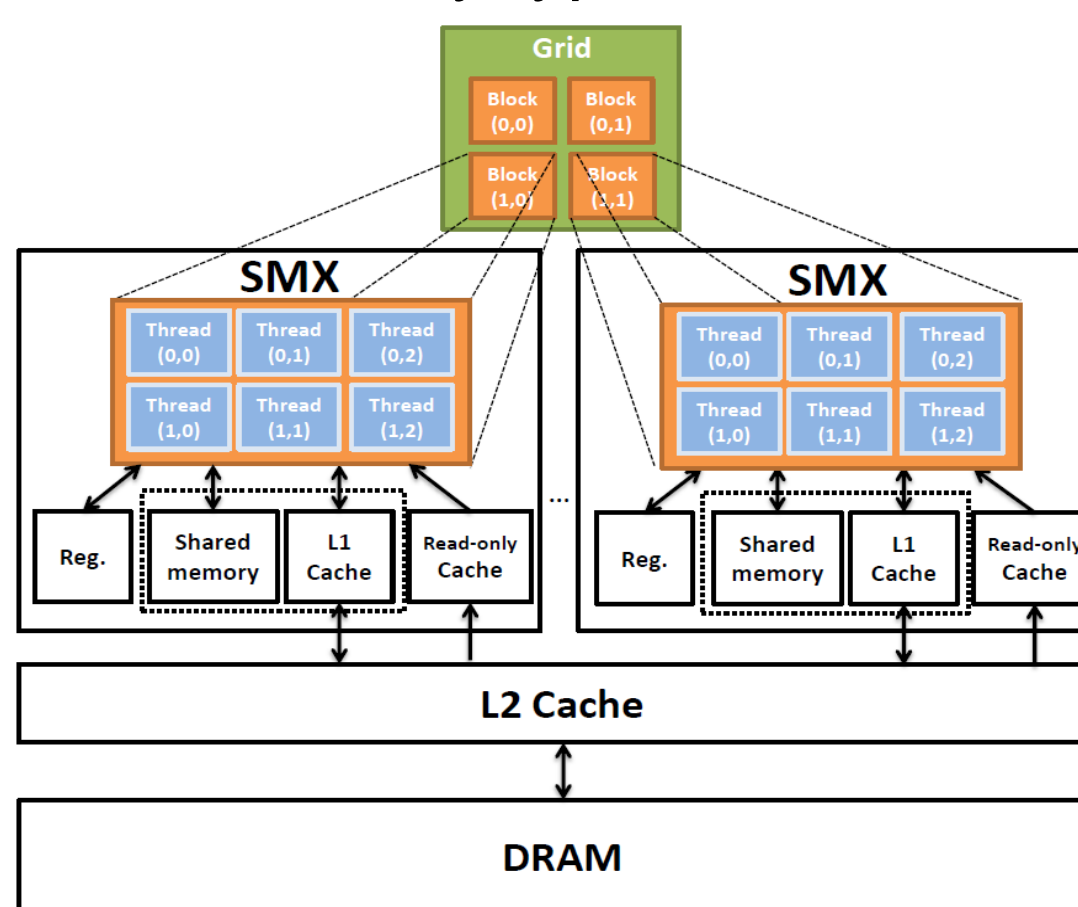 Grid
Block
(0,0)
Block
(0,1)
Block
(1,0)
Block
(1,1)
SMX
Thread
(0,0)
Thread
(0,1)
Thread
(0,2)
Thread
(1,0)
Thread
(1,1)
Thread
(1,2)
Reg.
Shared
memory
L1
Cache
Read-only
Cache
...
SMX
Thread
(0,0)
Thread
(0,1)
Thread
(0,2)
Thread
(1,0)
Thread
(1,1)
Thread
(1,2)
Reg.
Shared
memory
L1
Cache
Read-only
Cache
L2 Cache
DRAM